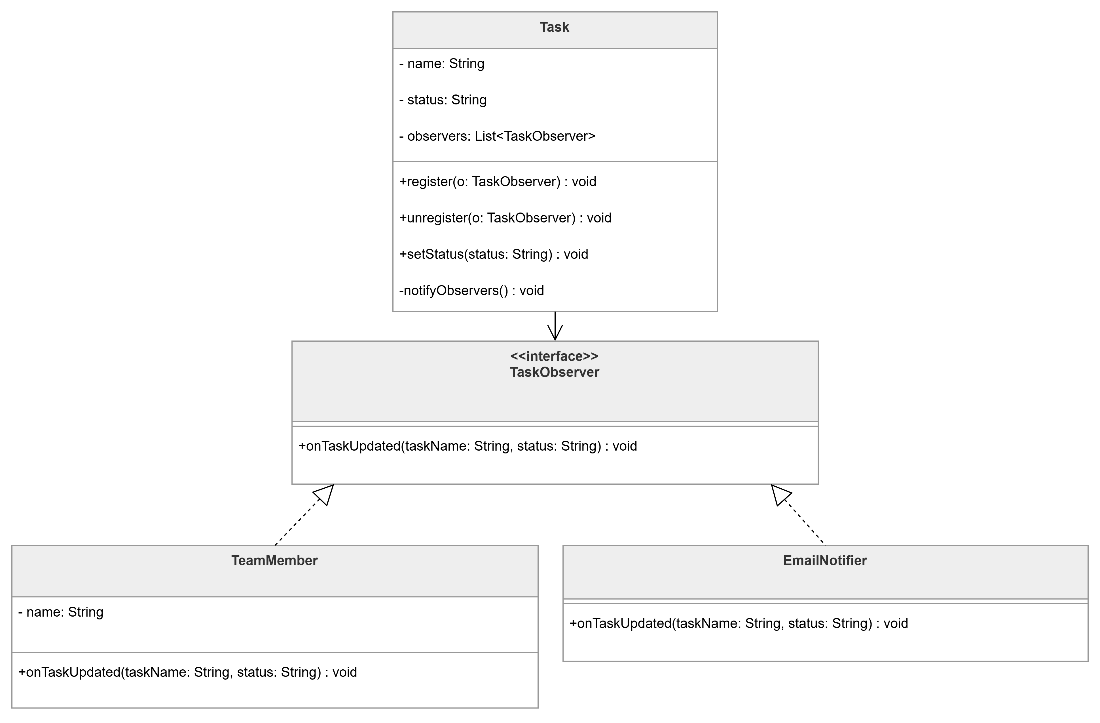 Task
- name: String
- status: String
- observers: List<TaskObserver>
+register(o: TaskObserver) : void
+unregister(o: TaskObserver) : void
+setStatus(status: String) : void
-notifyObservers() : void
<<interface>>
TaskObserver
+onTaskUpdated(taskName: String, status: String) : void
TeamMember
- name: String
+onTaskUpdated(taskName: String, status: String) : void
EmailNotifier
+onTaskUpdated(taskName: String, status: String) : void